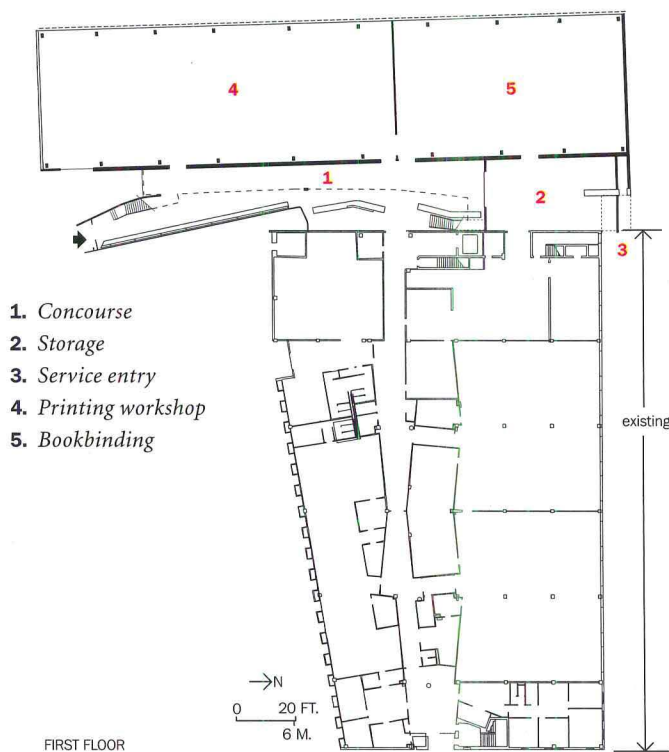 4
5
1
2
3
1. Concourse
2. Storage
3. Service entry
4. Printing workshop
5. Bookbinding
existing
N
0 20 FT.
6 M.
FIRST FLOOR